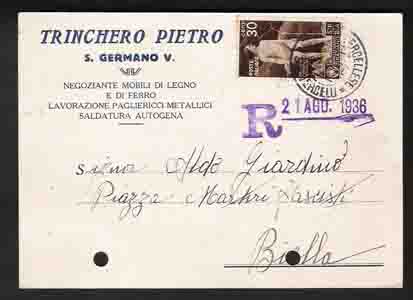 TRINCHERO PIETRO
S. GERMANO V.
NEGOZIANTE MOBILI DI LEGNO
E DI FERRO
LAVORAZIONE PAGLIERICCI METALLICI
SALDATURA AUTOGENA
30
R
21 AGO. 1936
Signor Aldo Giardino
Piazza Martiri Fascisti
Biella